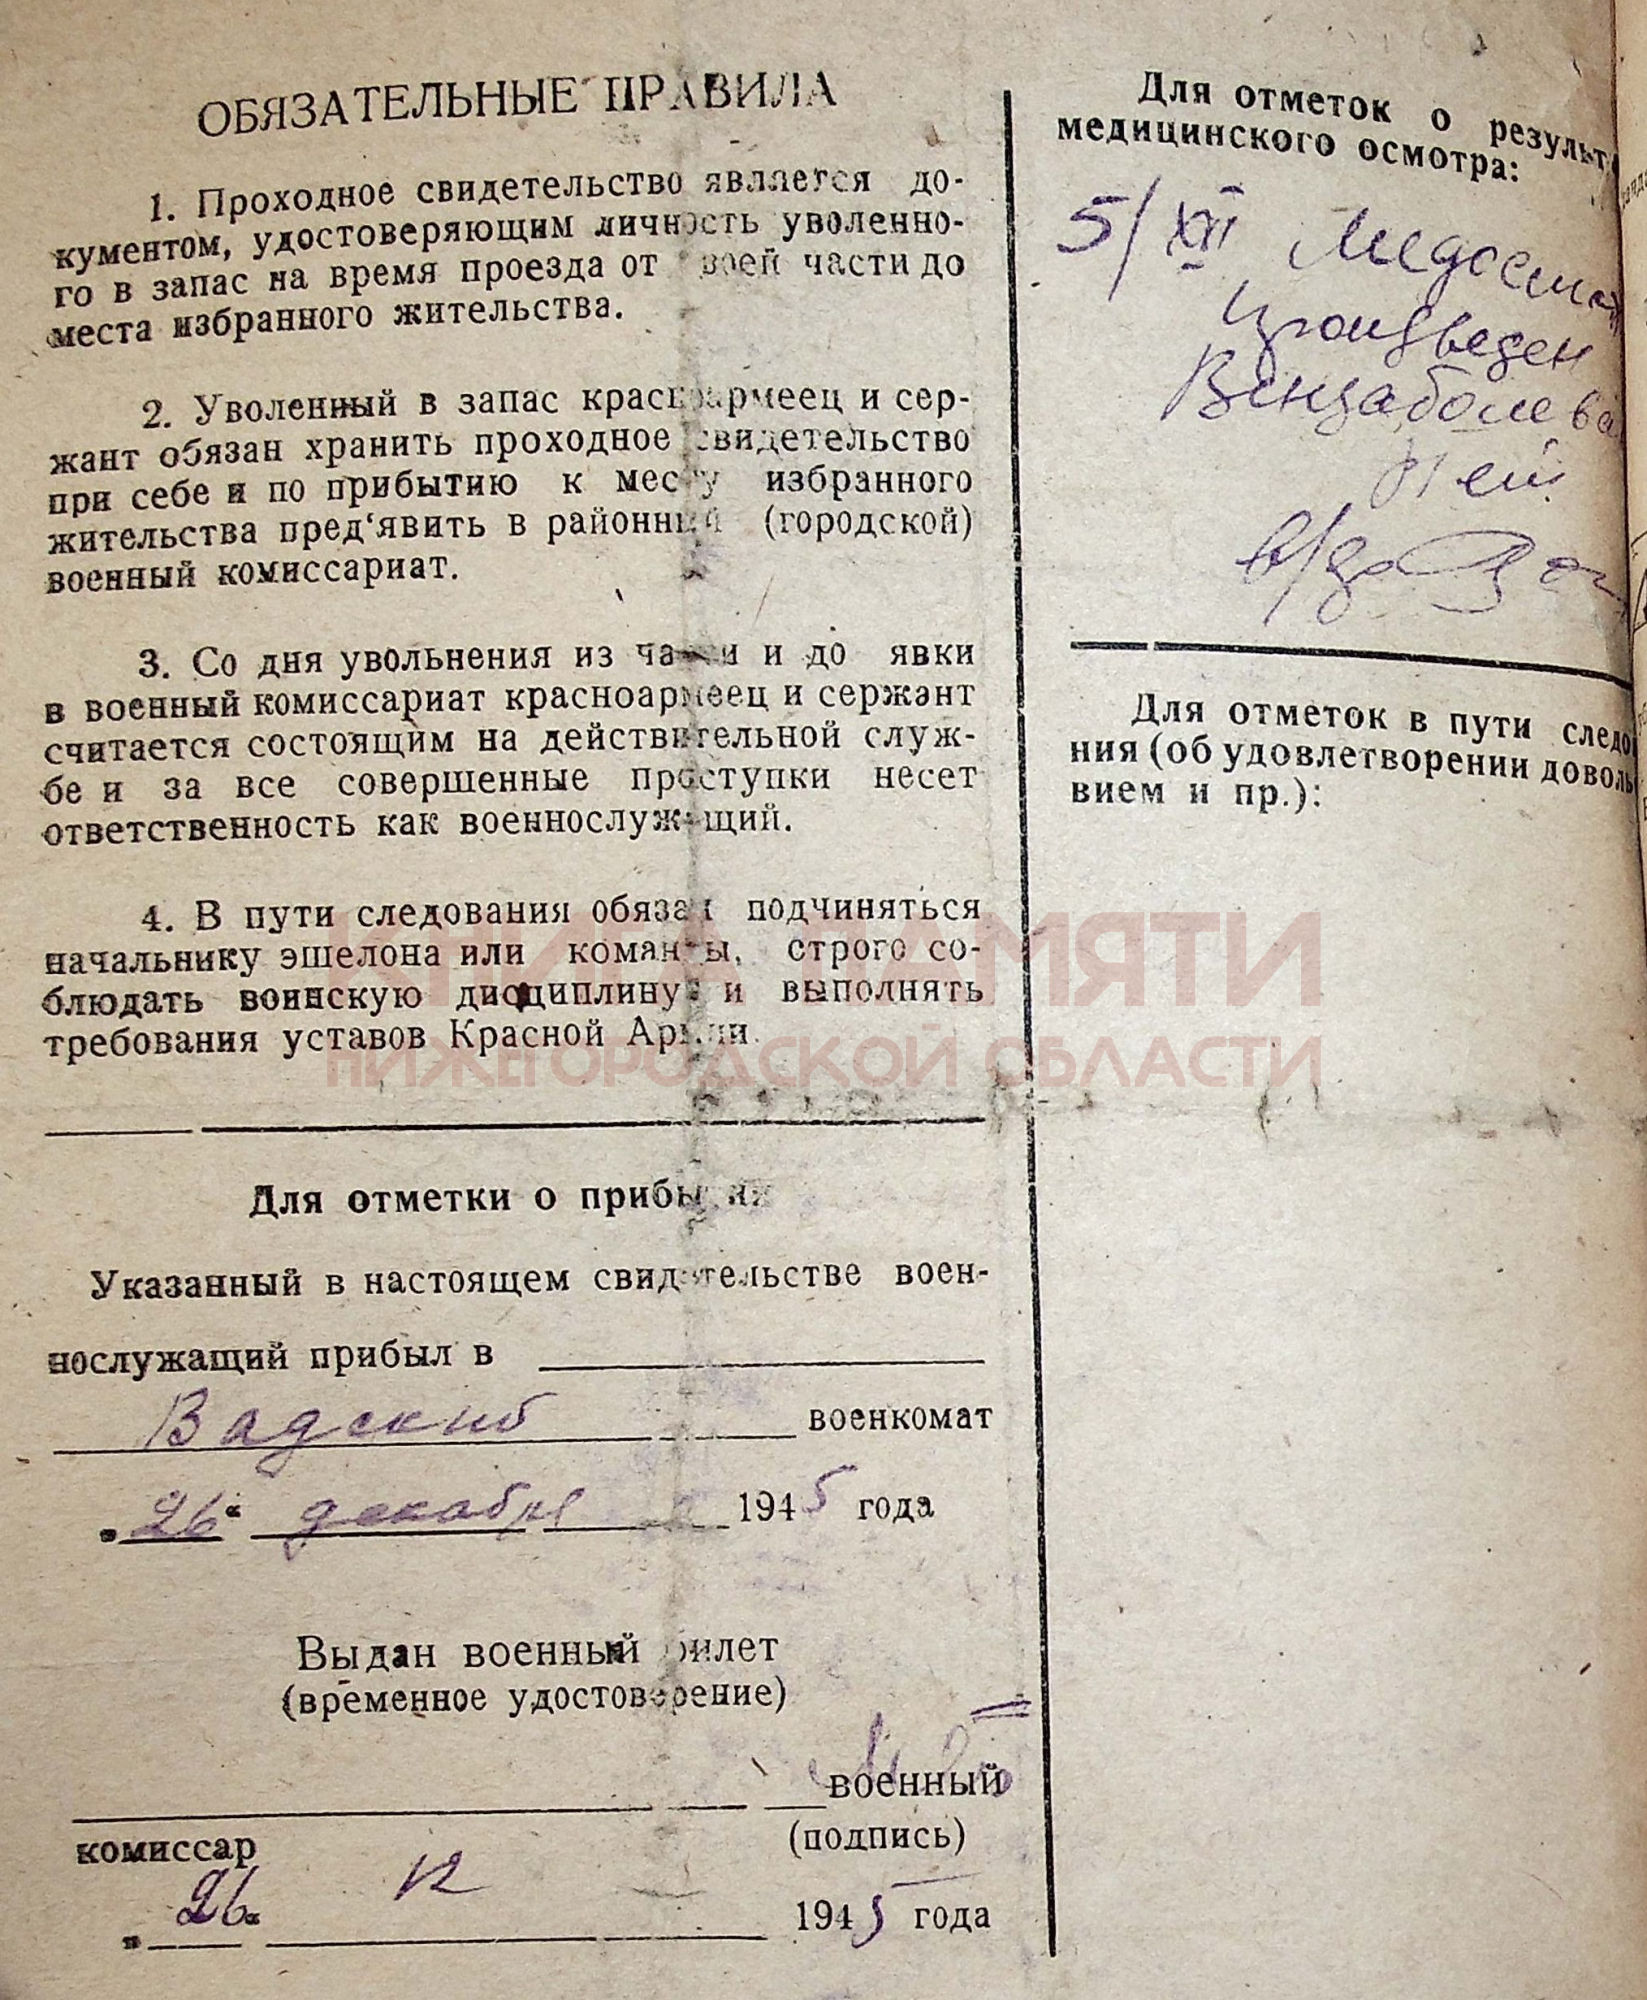 ОБЯЗАТЕЛЬНЫЕ ПРАВИЛА
1. Проходное свидетельство является до-
кументом, удостоверяющим личность уволенно-
го в запас на время проезда от своей части до
места избранного жительства.
2. Уволенный в запас красноармеец и сер-
жант обязан хранить проходное свидетельство
при себе и по прибытию к месту избранного
жительства пред‘явить в районный (городской)
военный комиссариат.
3. Со дня увольнения из части и до явки
в военный комиссариат красноармеец и сержант
считается состоящим на действительной служ-
бе и за все совершенные проступки несет
ответственность как военнослужащий.
4. В пути следования обязан подчиняться
начальнику эшелона или команды, строго со-
блюдать воинскую дисциплину и выполнять
требования уставов Красной Армии.
Для отметки о прибытии
Указанный в настоящем свидетельстве воен-
нослужащий прибыл в
Вадский военкомат
„26“ декабря 1945 года
Выдан военный билет
(временное удостоверение)
военный
комиссар (подпись)
„26“ 12 1945 года
Для отметок о результ
медицинского осмотра:
5/XII Медосм
произведен
Вензаболева
нет
в/ф
Для отметок в пути следо
ния (об удовлетворении доволь
вием и пр.):
КНИГА ПАМЯТИ
НИЖЕГОРОДСКОЙ ОБЛАСТИ